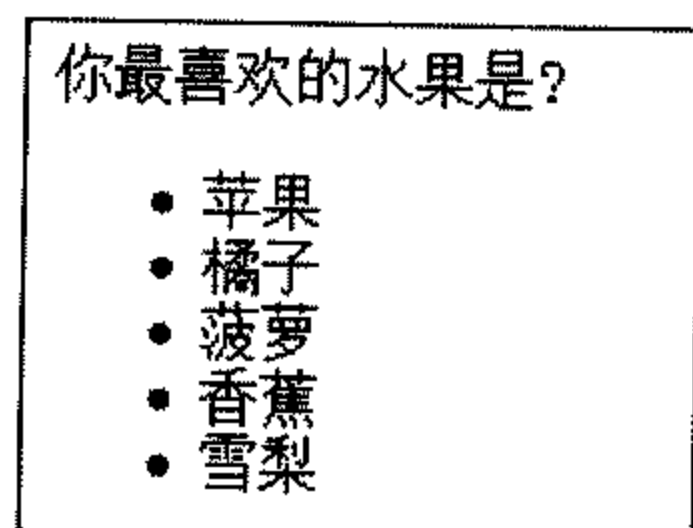 你最喜欢的水果是?
• 苹果
• 橘子
• 菠萝
• 香蕉
• 雪梨